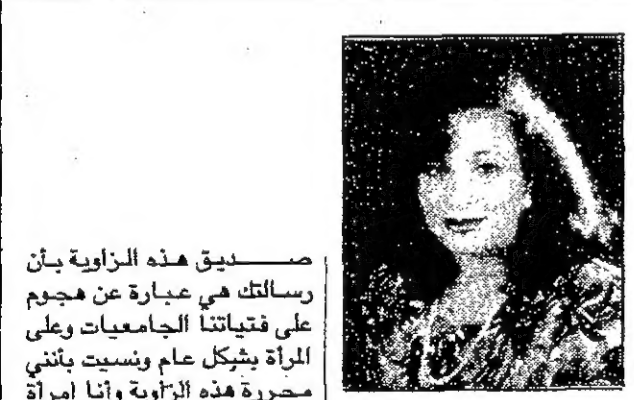 صـــــديق هذه الزاوية بأن
رسالتك هي عبارة عن هجوم
على فتياتنا الجامعيات وعلى
المرأة بشكل عام ونسيت بأنني
محررة هذه الزاوية وأنا امرأة